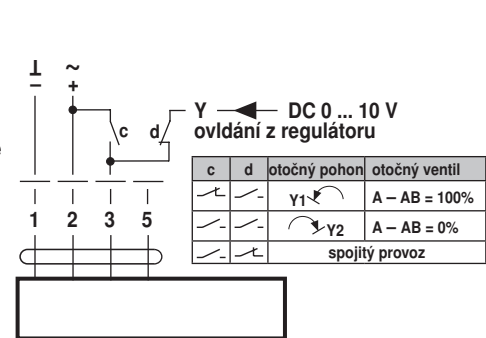 ⊥ ~
− +
c d
Y DC 0 ... 10 V
ovldání z regulátoru
c d otočný pohon otočný ventil
Y1 A – AB = 100%
Y2 A – AB = 0%
spojitý provoz
1 2 3 5